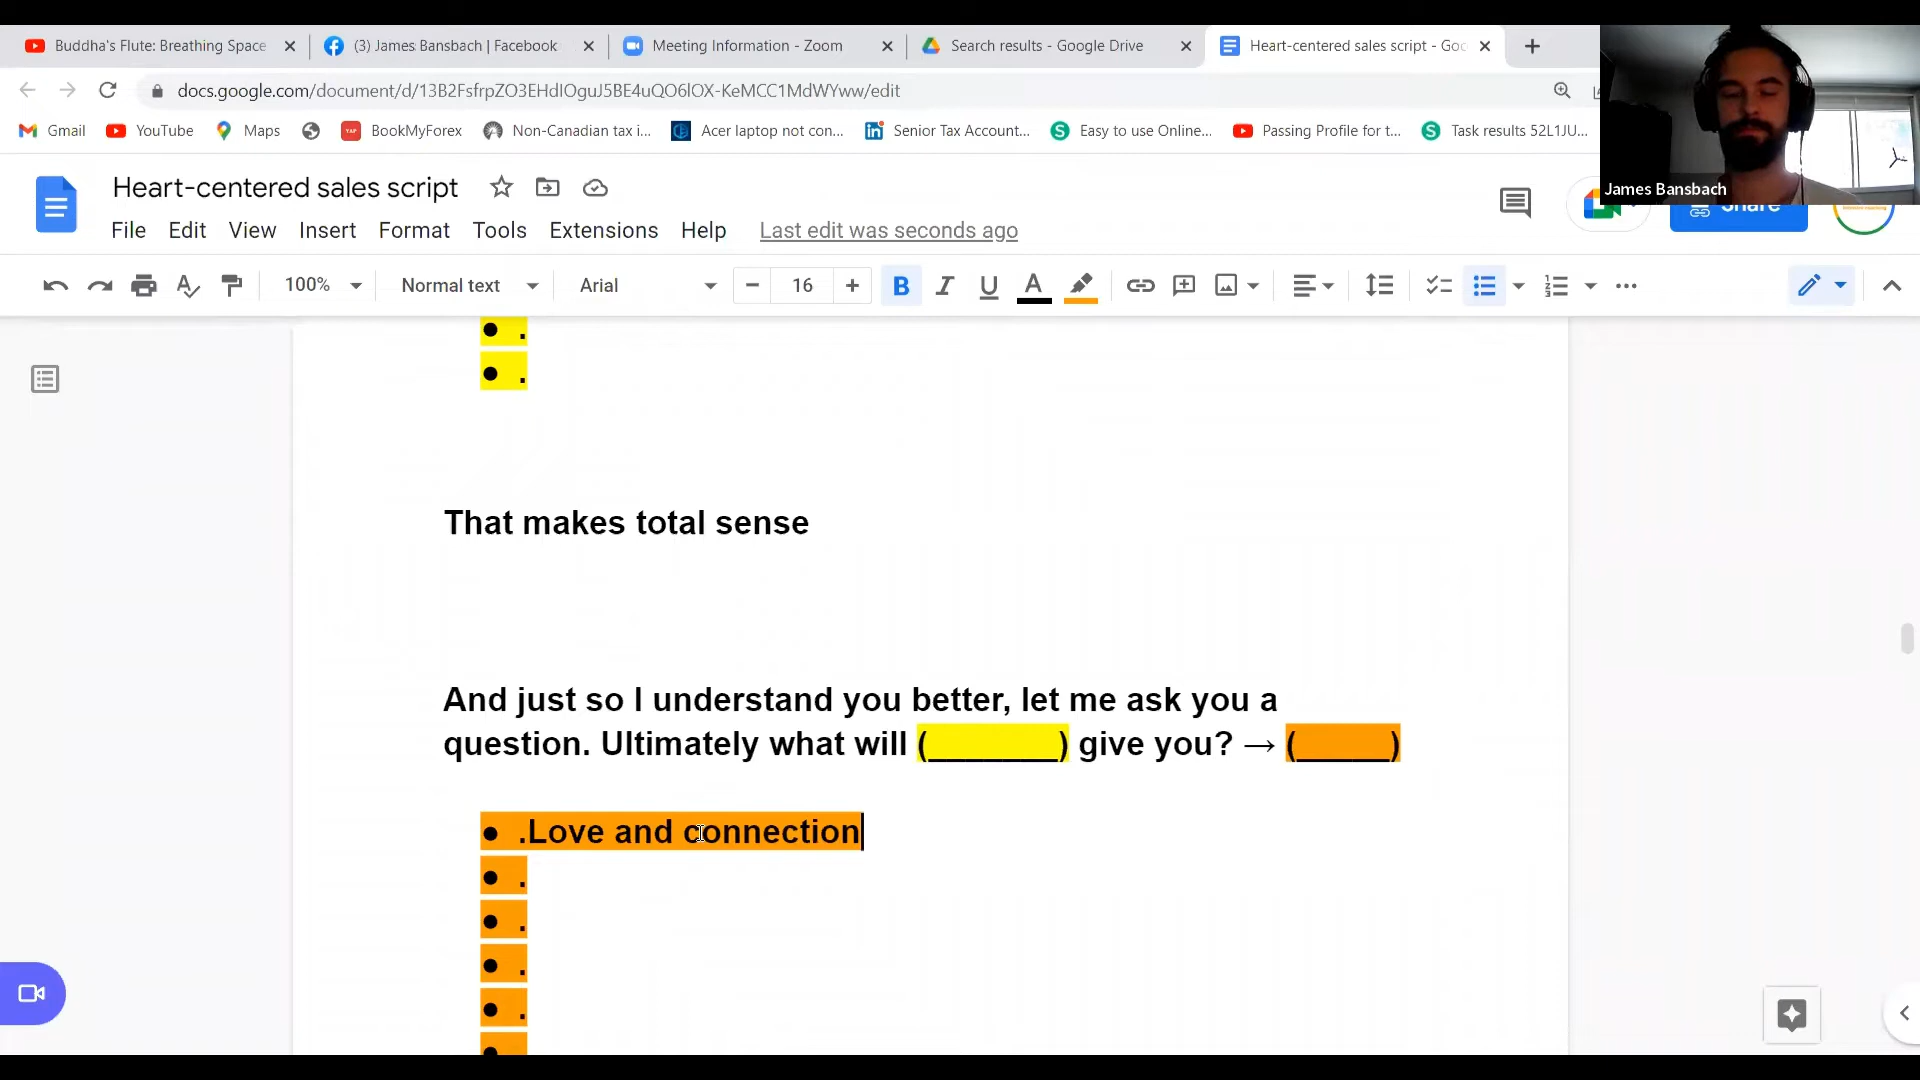 Buddha's Flute: Breathing Space
(3) James Bansbach | Facebook
Meeting Information - Zoom
Search results - Google Drive
Heart-centered sales script - Goo
docs.google.com/document/d/13B2FsfrpZO3EHdIOguJ5BE4uQO6lOX-KeMCC1MdWYww/edit
Gmail
YouTube
Maps
BookMyForex
Non-Canadian tax i...
Acer laptop not con...
Senior Tax Account...
Easy to use Online...
Passing Profile for t...
Task results 52L1JU...
James Bansbach
Heart-centered sales script
Share
File Edit View Insert Format Tools Extensions Help Last edit was seconds ago
100% Normal text Arial 16 B I U A
• .
• .
That makes total sense
And just so I understand you better, let me ask you a
question. Ultimately what will (_______) give you? → (_____)
• .Love and connection
• .
• .
• .
• .